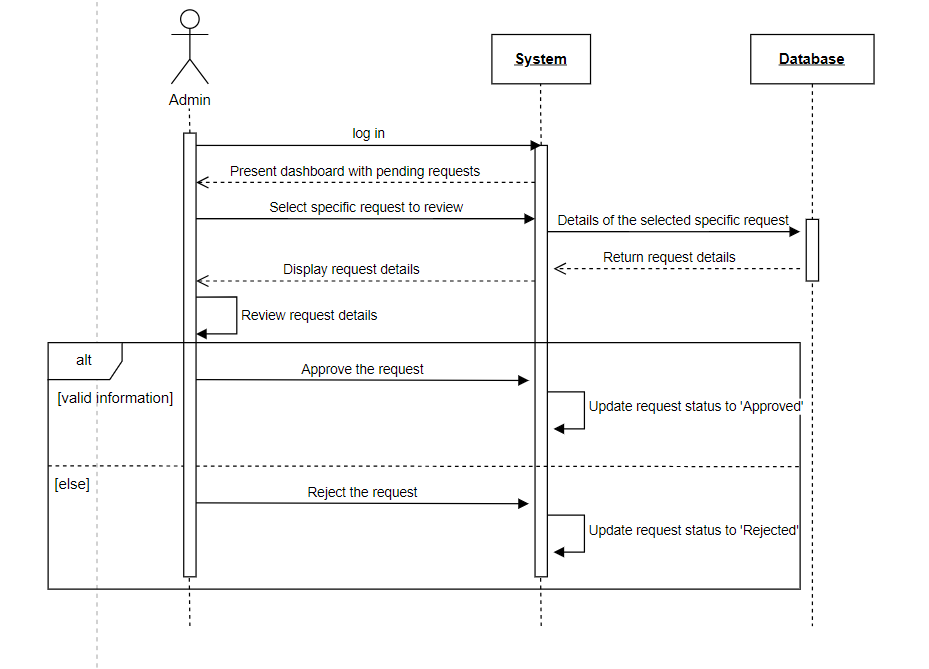 Admin
System
Database
log in
Present dashboard with pending requests
Select specific request to review
Details of the selected specific request
Return request details
Display request details
Review request details
alt
Approve the request
[valid information]
Update request status to 'Approved'
[else]
Reject the request
Update request status to 'Rejected'